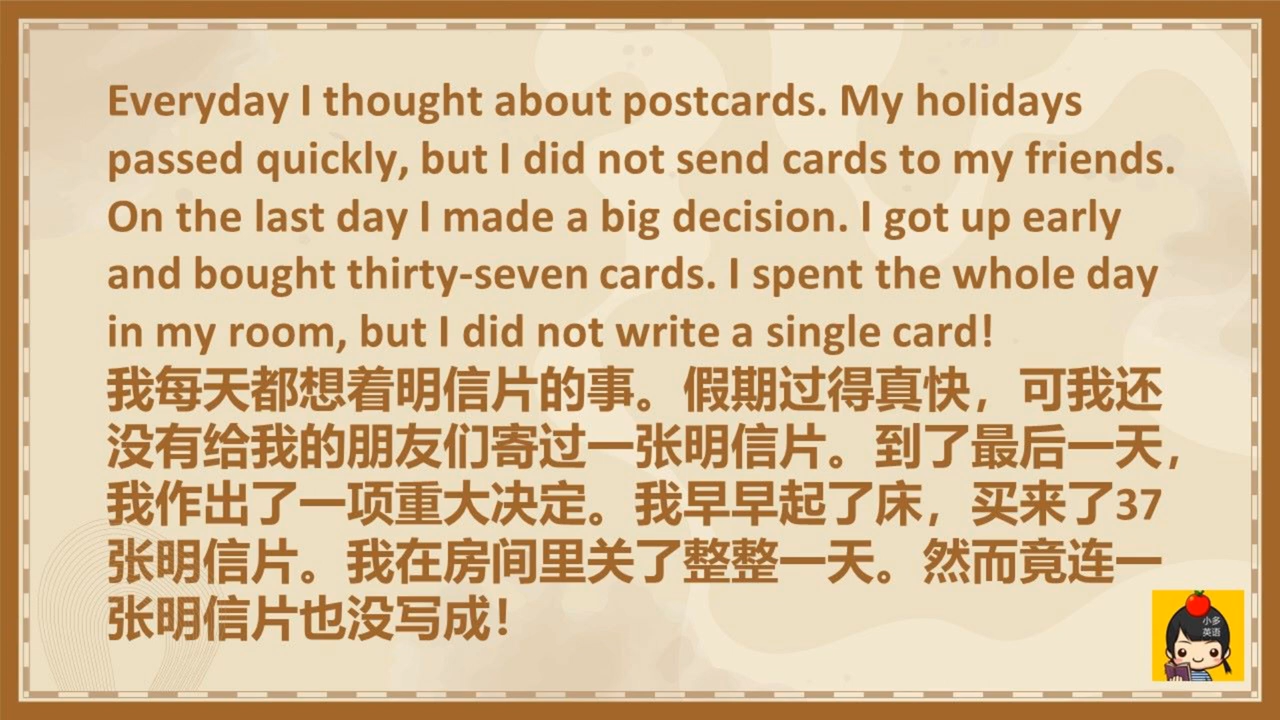 Everyday I thought about postcards. My holidays
passed quickly, but I did not send cards to my friends.
On the last day I made a big decision. I got up early
and bought thirty-seven cards. I spent the whole day
in my room, but I did not write a single card!
我每天都想着明信片的事。假期过得真快，可我还
没有给我的朋友们寄过一张明信片。到了最后一天，
我作出了一项重大决定。我早早起了床，买来了37
张明信片。我在房间里关了整整一天。然而竟连一
张明信片也没写成！
小多
英语